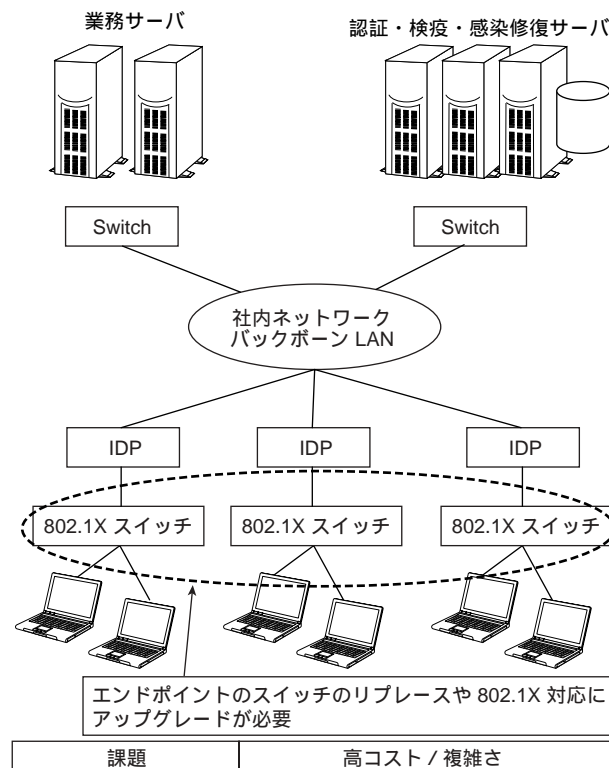 業務サーバ
認証・検疫・感染修復サーバ
Switch
Switch
社内ネットワーク
バックボーン LAN
IDP
IDP
IDP
802.1X スイッチ
802.1X スイッチ
802.1X スイッチ
エンドポイントのスイッチのリプレースや 802.1X 対応に
アップグレードが必要
課題
高コスト / 複雑さ